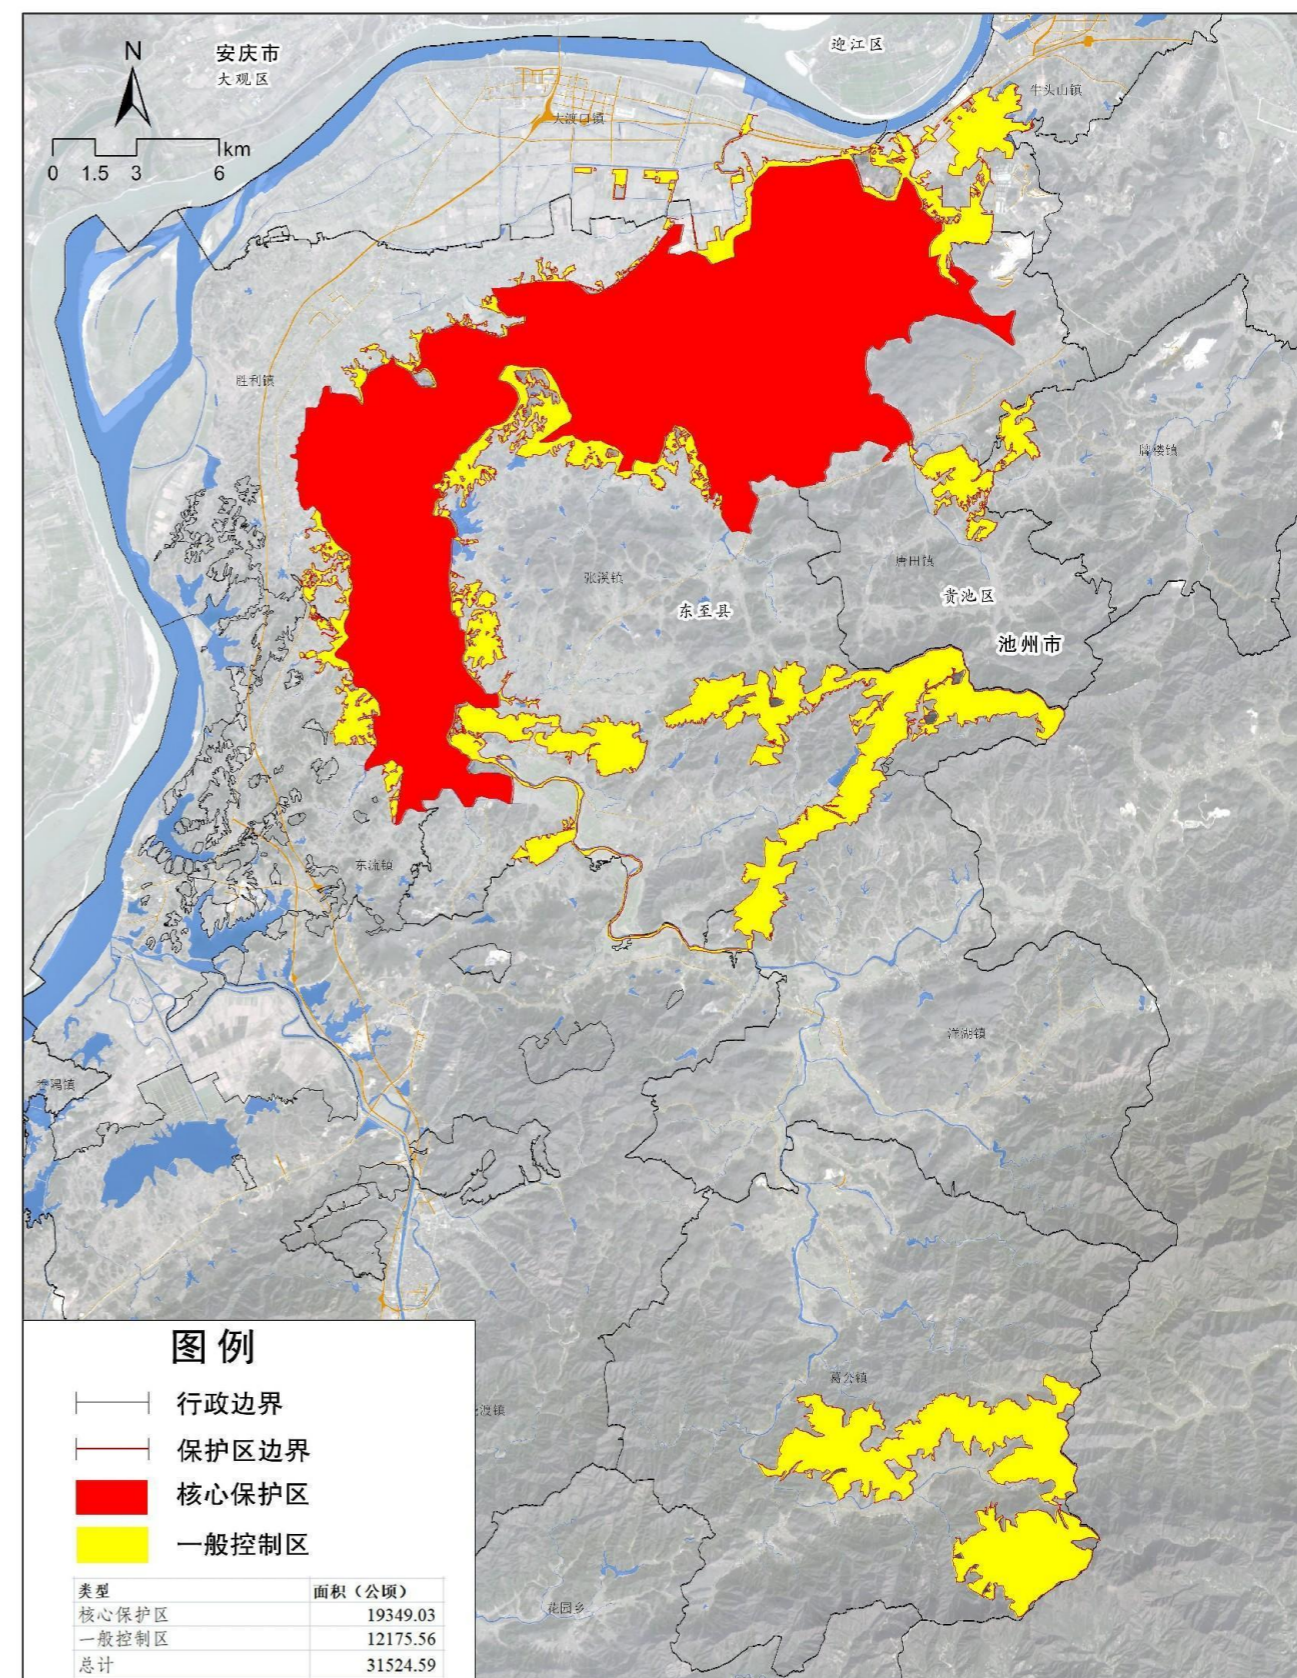 N
安庆市
大观区
迎江区
牛头山镇
大渡口镇
km
0 1.5 3 6
胜利镇
牌楼镇
唐田镇
张溪镇
贵池区
东至县
池州市
东流镇
洋湖镇
葛公镇
渡镇
花园乡
图例
行政边界
保护区边界
核心保护区
一般控制区
类型 面积（公顷）
核心保护区 19349.03
一般控制区 12175.56
总计 31524.59